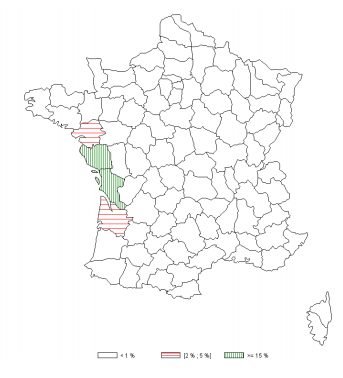 < 1 % [2 % ; 5 %[ >= 15 %